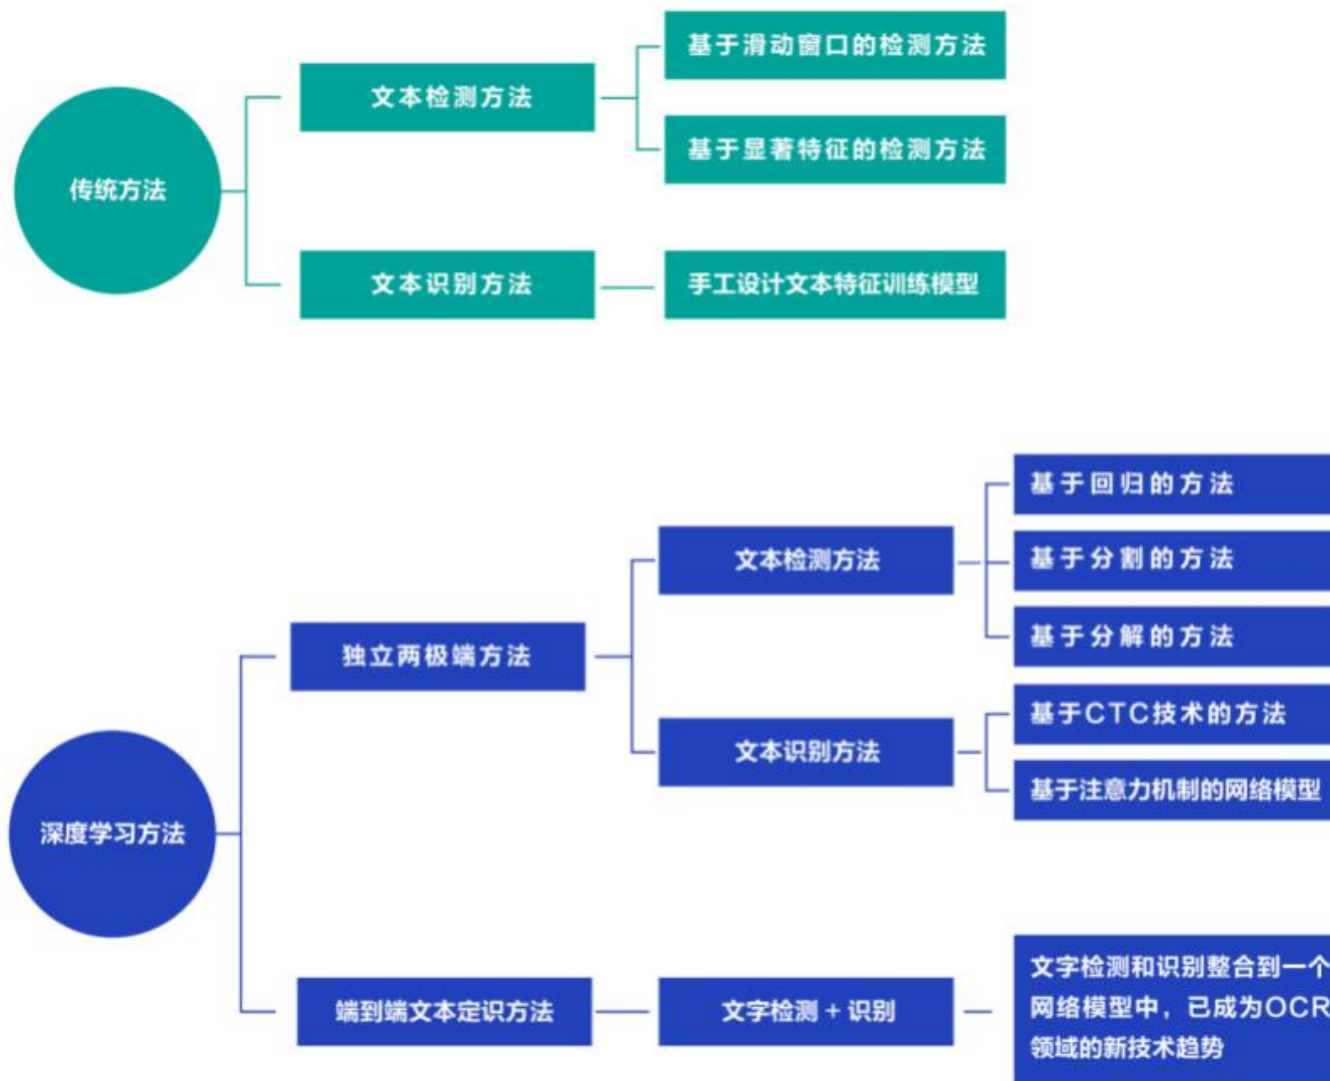 传统方法
文本检测方法
基于滑动窗口的检测方法
基于显著特征的检测方法
文本识别方法
手工设计文本特征训练模型
深度学习方法
独立两极端方法
文本检测方法
基于回归的方法
基于分割的方法
基于分解的方法
文本识别方法
基于CTC技术的方法
基于注意力机制的网络模型
端到端文本定识方法
文字检测 + 识别
文字检测和识别整合到一个
网络模型中，已成为OCR
领域的新技术趋势